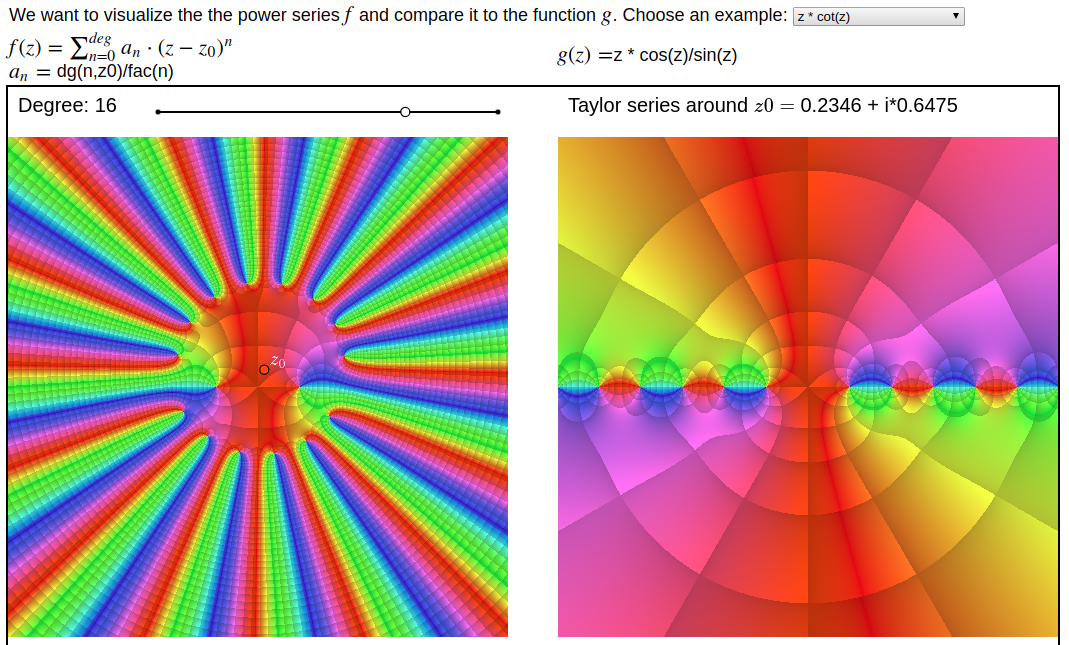 We want to visualize the the power series f and compare it to the function g. Choose an example: z * cot(z)
f(z) = ∑_{n=0}^{deg} a_n · (z − z_0)^n
g(z) =z * cos(z)/sin(z)
a_n = dg(n,z0)/fac(n)
Degree: 16
Taylor series around z0 = 0.2346 + i*0.6475
z_0